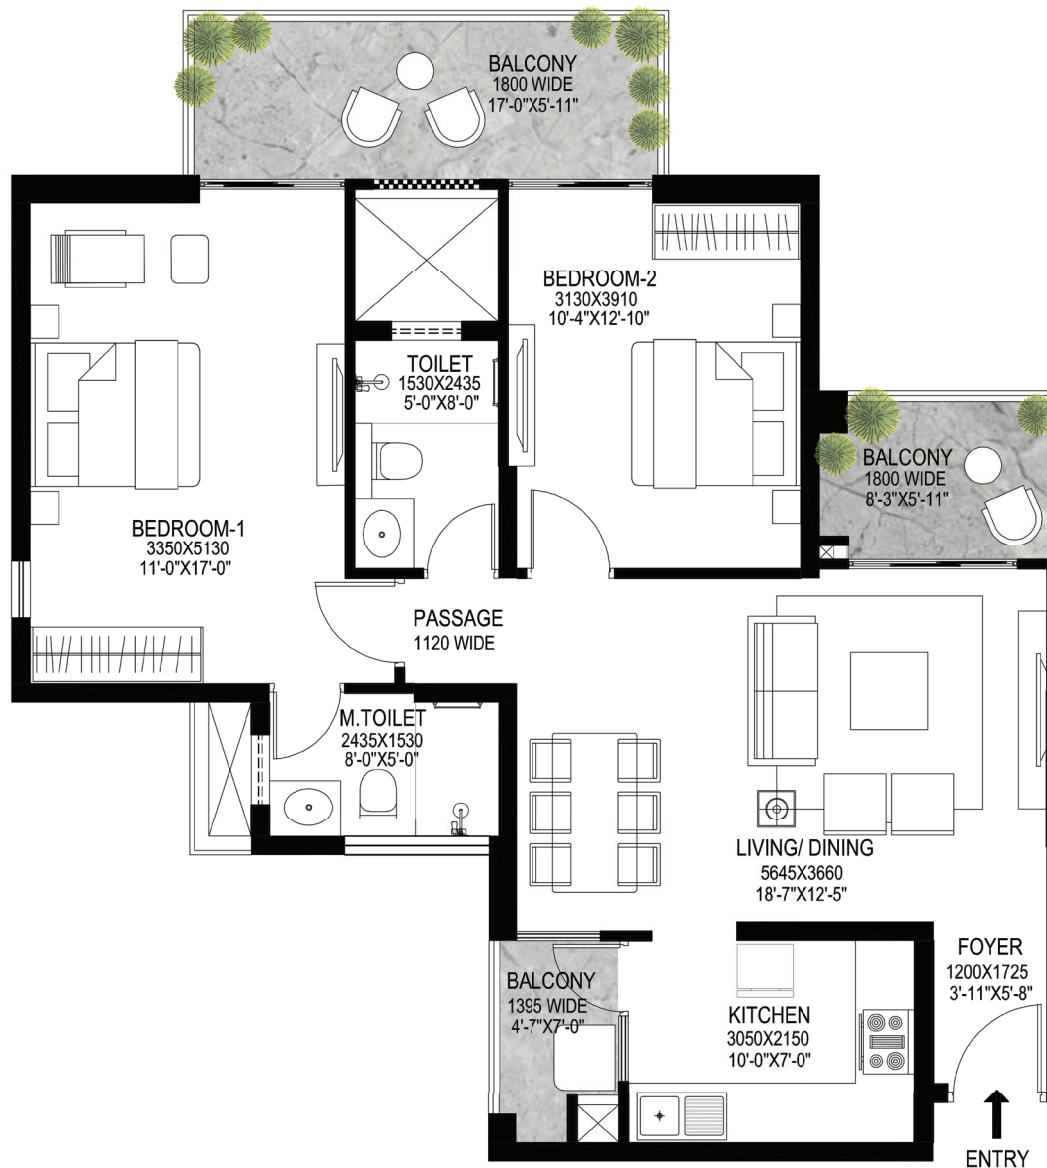 BALCONY
1800 WIDE
17'-0"X5'-11"
BEDROOM-2
3130X3910
10'-4"X12'-10"
TOILET
1530X2435
5'-0"X8'-0"
BALCONY
1800 WIDE
8'-3"X5'-11"
BEDROOM-1
3350X5130
11'-0"X17'-0"
PASSAGE
1120 WIDE
M.TOILET
2435X1530
8'-0"X5'-0"
LIVING/ DINING
5645X3660
18'-7"X12'-5"
FOYER
1200X1725
3'-11"X5'-8"
BALCONY
1395 WIDE
4'-7"X7'-0"
KITCHEN
3050X2150
10'-0"X7'-0"
ENTRY